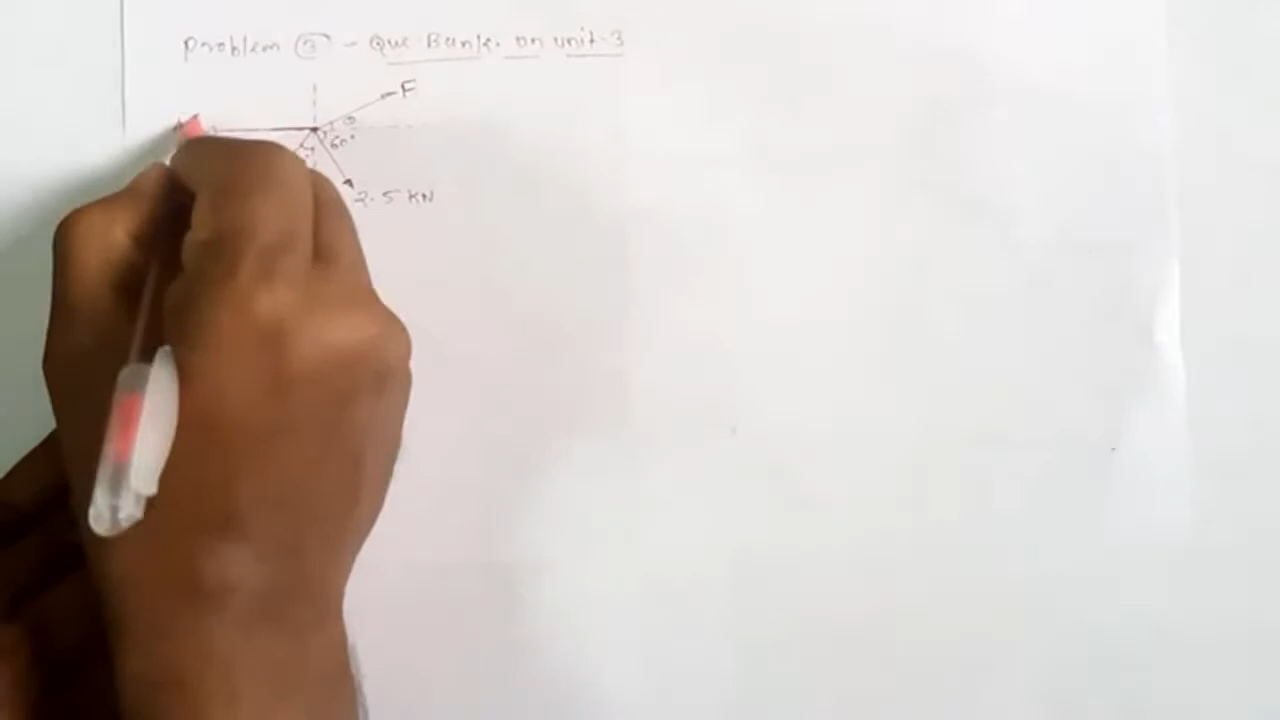 Problem 3 - Que Bank. on unit-3
F
θ
60°
2.5 KN